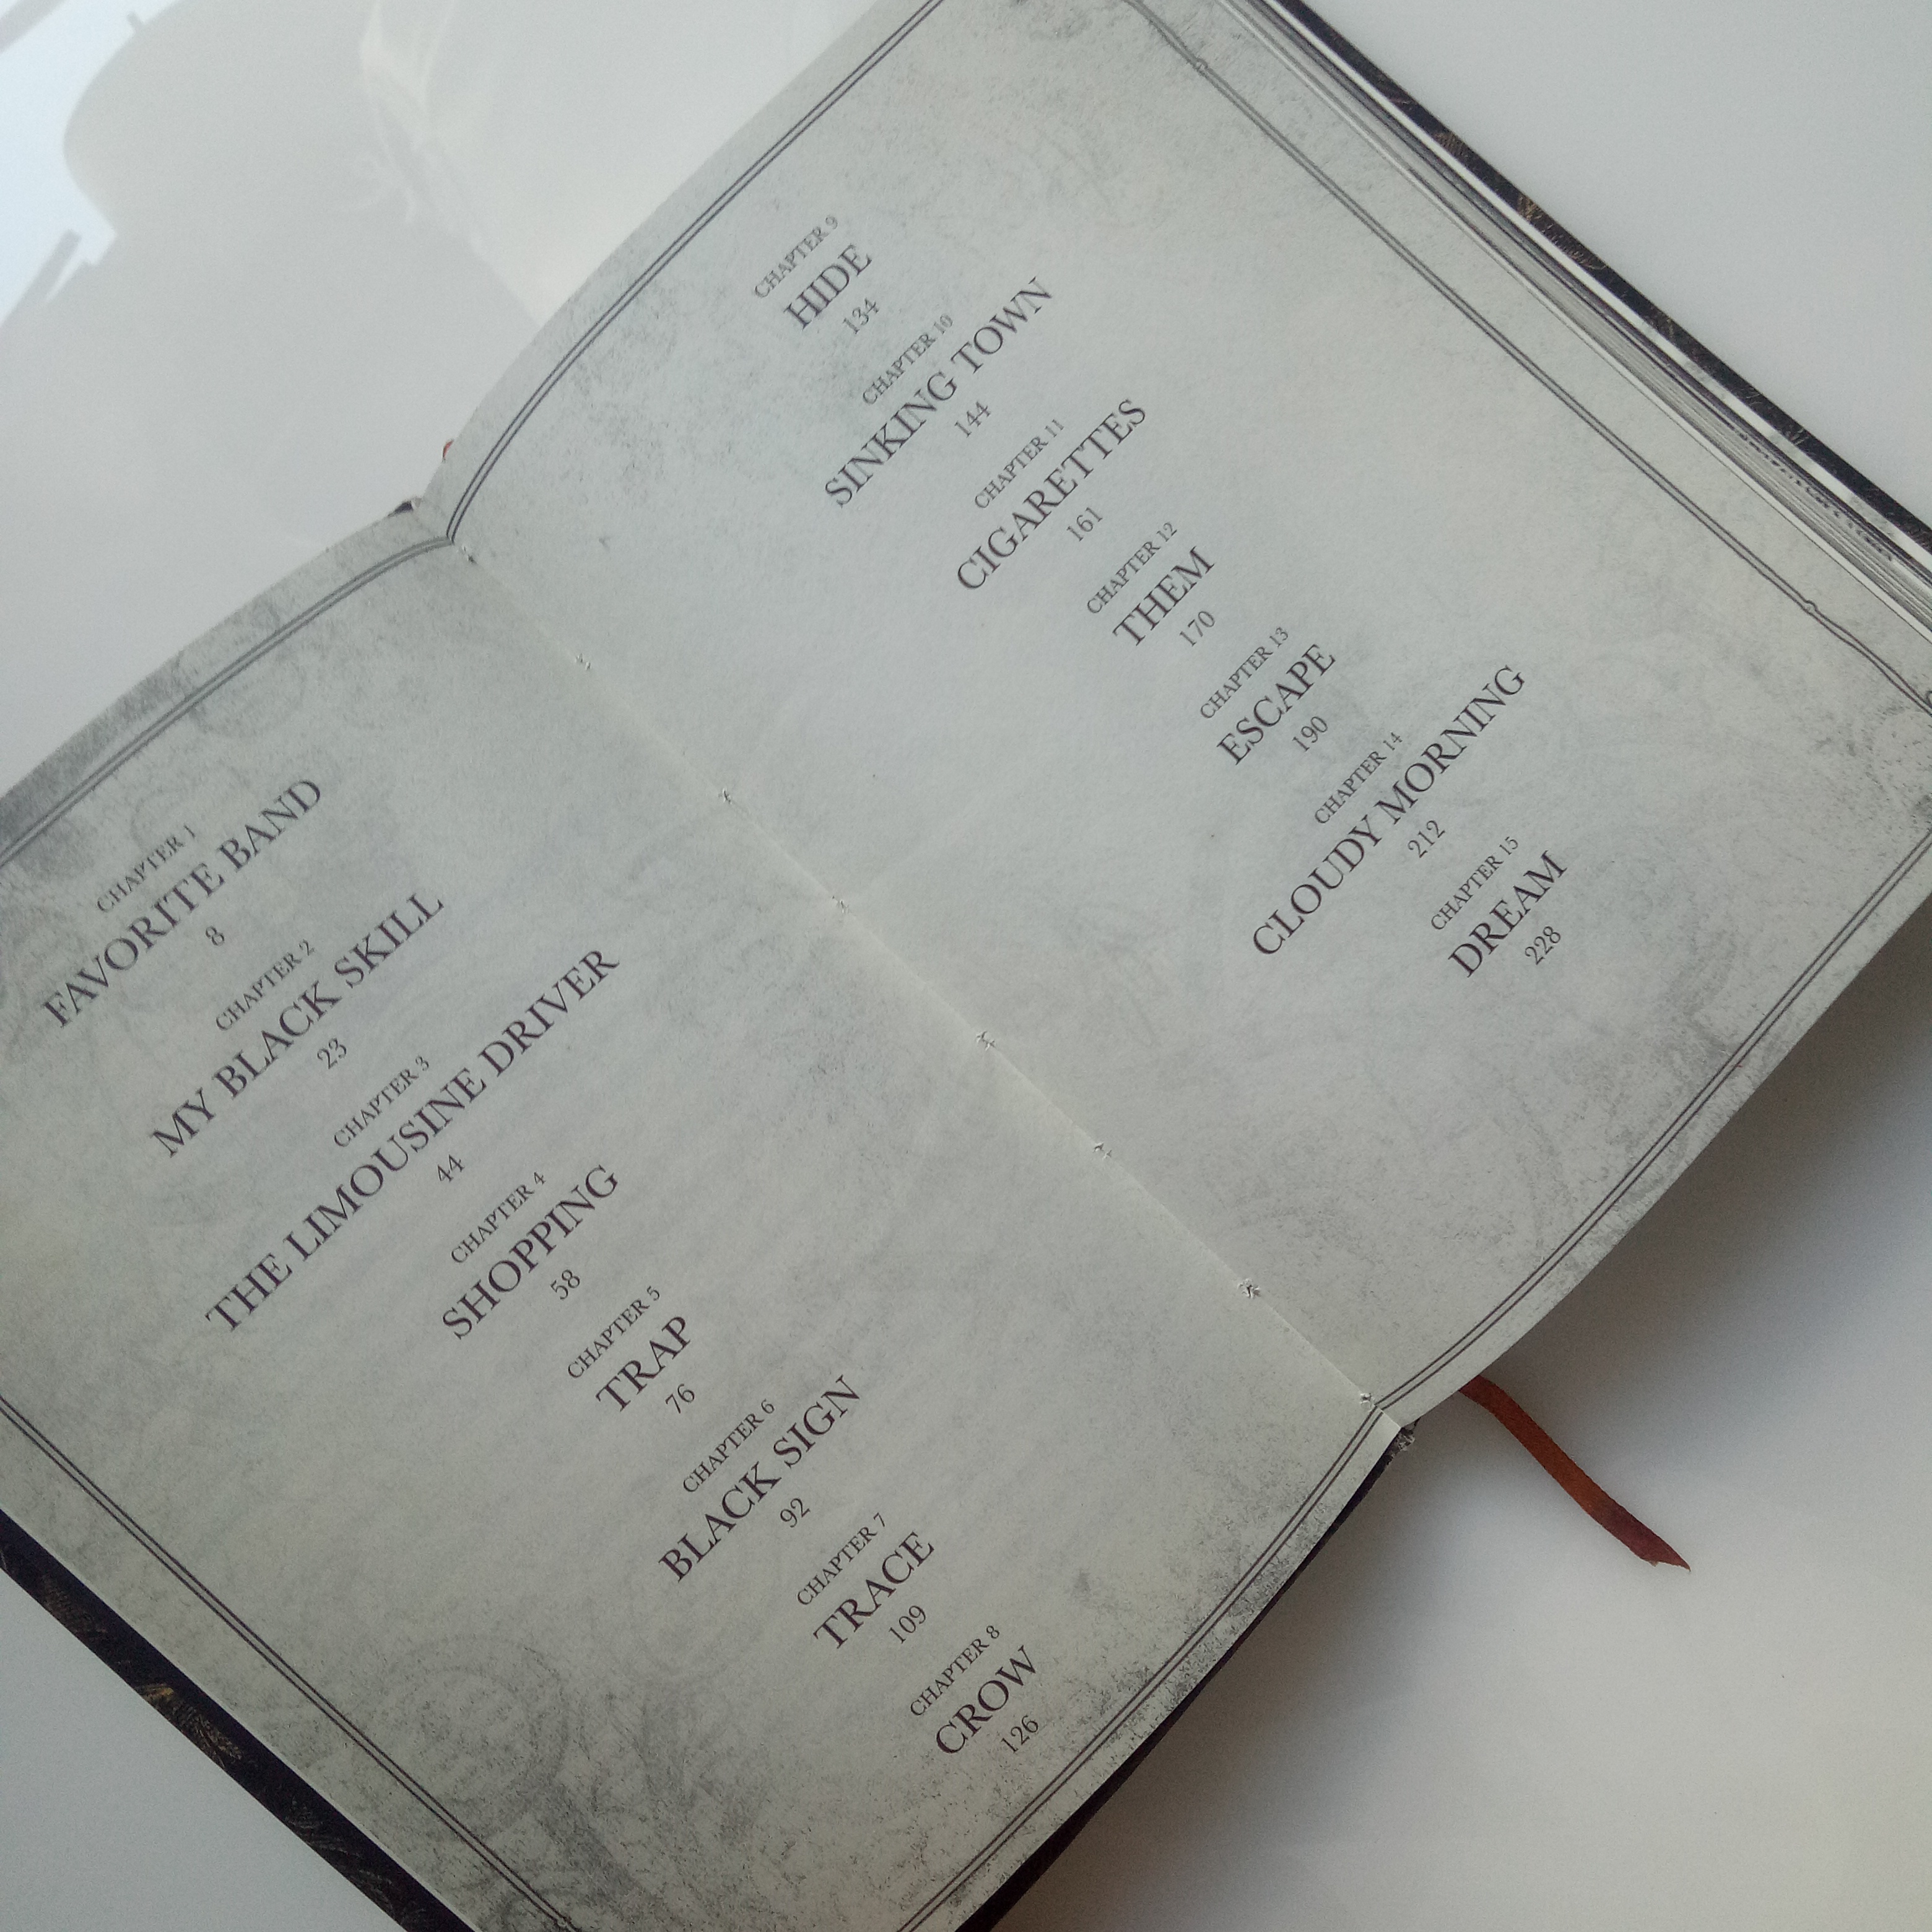 CHAPTER 1
FAVORITE BAND
8
CHAPTER 2
MY BLACK SKILL
23
CHAPTER 3
THE LIMOUSINE DRIVER
44
CHAPTER 4
SHOPPING
58
CHAPTER 5
TRAP
76
CHAPTER 6
BLACK SIGN
92
CHAPTER 7
TRACE
109
CHAPTER 8
CROW
126
CHAPTER 9
HIDE
134
CHAPTER 10
SINKING TOWN
144
CHAPTER 11
CIGARETTES
161
CHAPTER 12
THEM
170
CHAPTER 13
ESCAPE
190
CHAPTER 14
CLOUDY MORNING
212
CHAPTER 15
DREAM
228